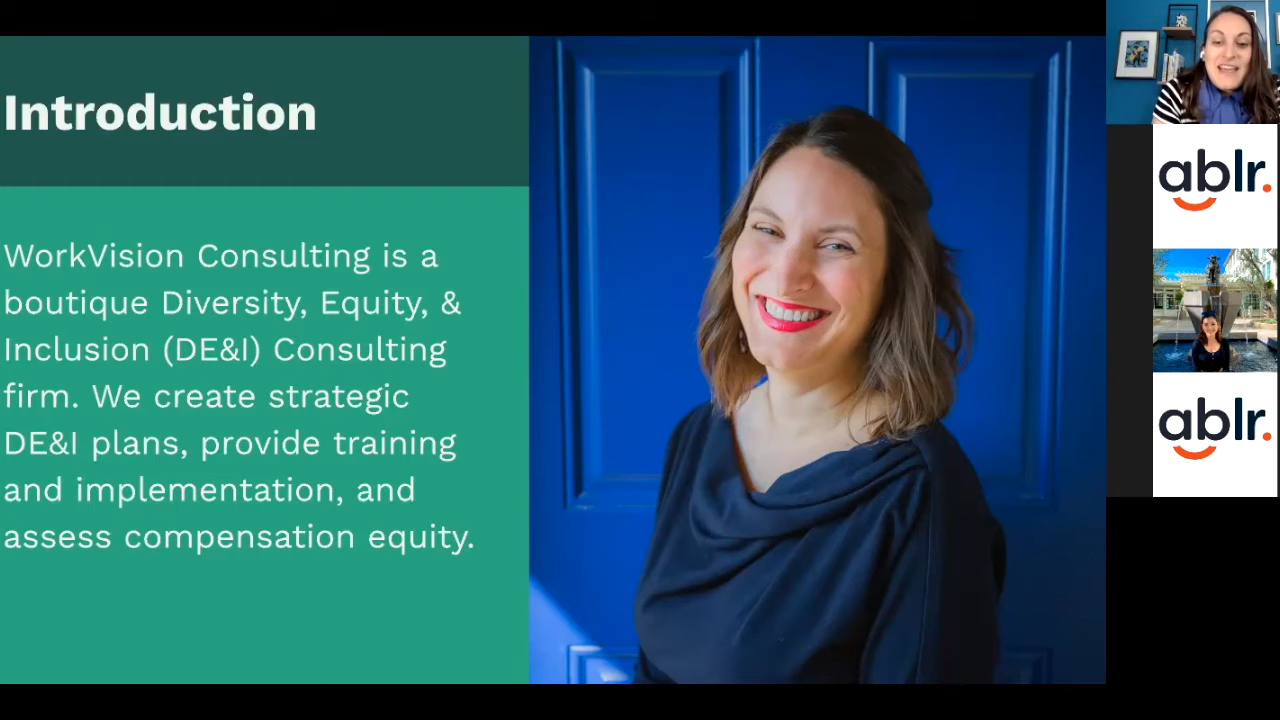 Introduction
WorkVision Consulting is a
boutique Diversity, Equity, &
Inclusion (DE&I) Consulting
firm. We create strategic
DE&I plans, provide training
and implementation, and
assess compensation equity.
ablr.
ablr.